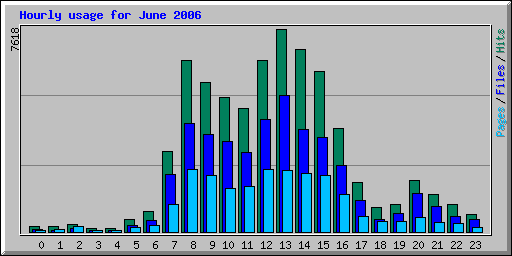 Hourly usage for June 2006
7618
Pages / Files / Hits
0 1 2 3 4 5 6 7 8 9 10 11 12 13 14 15 16 17 18 19 20 21 22 23